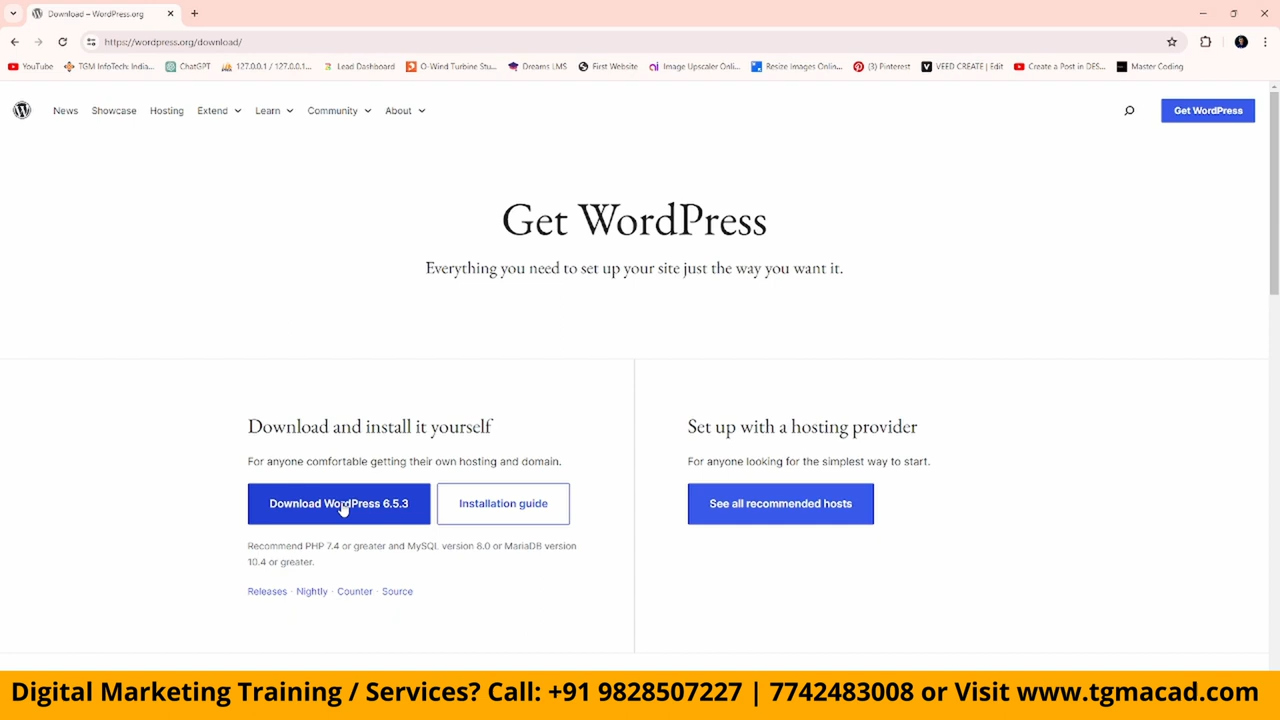 Download – WordPress.org
https://wordpress.org/download/
YouTube
TGM InfoTech: India...
ChatGPT
127.0.0.1 / 127.0.0.1...
Lead Dashboard
O-Wind Turbine Stu...
Dreams LMS
First Website
Image Upscaler Onli...
Resize Images Onlin...
(3) Pinterest
VEED CREATE | Edit
Create a Post in DES...
Master Coding
News
Showcase
Hosting
Extend
Learn
Community
About
Get WordPress
Get WordPress
Everything you need to set up your site just the way you want it.
Download and install it yourself
For anyone comfortable getting their own hosting and domain.
Download WordPress 6.5.3
Installation guide
Recommend PHP 7.4 or greater and MySQL version 8.0 or MariaDB version
10.4 or greater.
Releases · Nightly · Counter · Source
Set up with a hosting provider
For anyone looking for the simplest way to start.
See all recommended hosts
Digital Marketing Training / Services? Call: +91 9828507227 | 7742483008 or Visit www.tgmacad.com